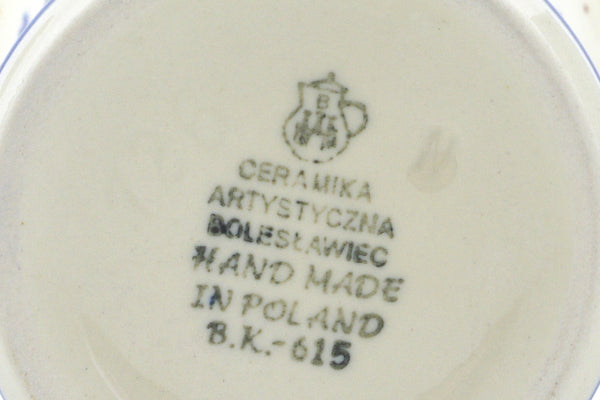 B
CERAMIKA
ARTYSTYCZNA
BOLESŁAWIEC
HAND MADE
IN POLAND
B.K.-615